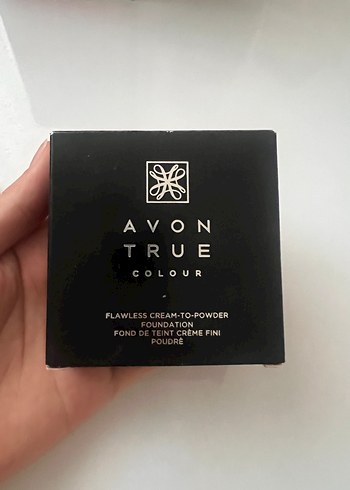 AVON
TRUE
COLOUR
FLAWLESS CREAM-TO-POWDER
FOUNDATION
FOND DE TEINT CRÈME FINI
POUDRÉ